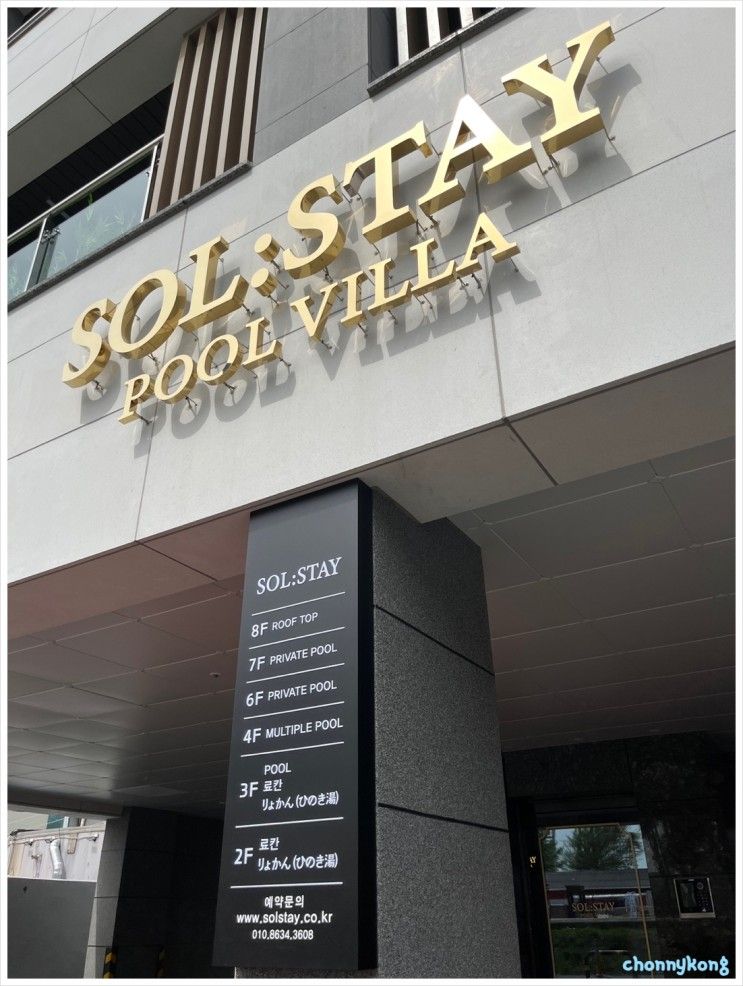 SOL:STAY
POOL VILLA
SOL:STAY
8F ROOF TOP
7F PRIVATE POOL
6F PRIVATE POOL
4F MULTIPLE POOL
POOL
3F 료칸
りょかん(ひのき湯)
료칸
2F りょかん(ひのき湯)
예약문의
www.solstay.co.kr
010.8634.3608
SOL:STAY
chonnykong